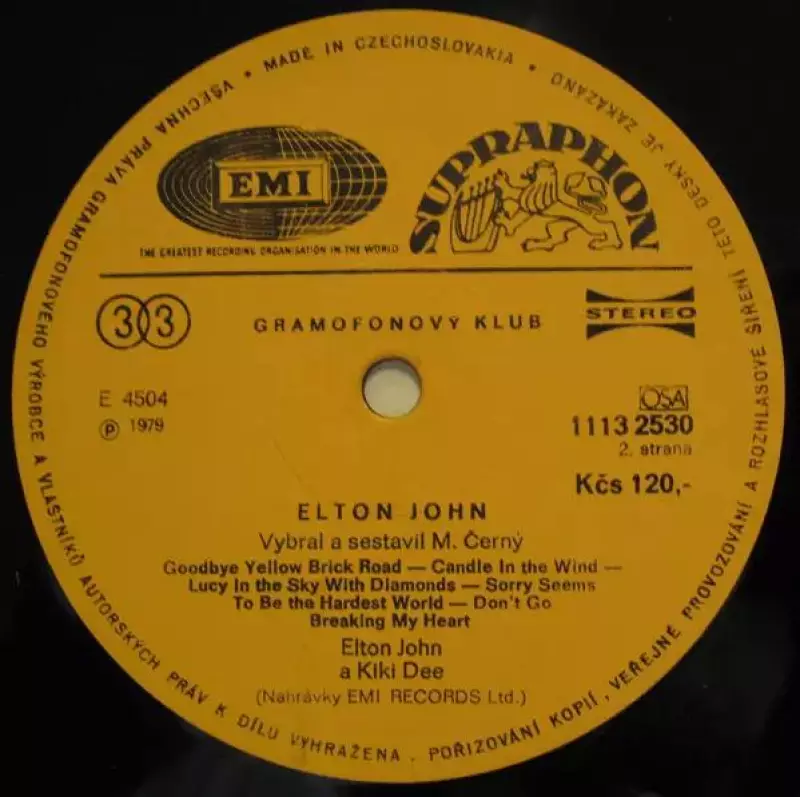 MADE IN CZECHOSLOVAKIA • VŠECHNA PRÁVA GRAMOFONOVÉHO VÝROBCE A VLASTNÍKŮ AUTORSKÝCH PRÁV K DÍLU VYHRAŽENA. POŘIZOVÁNÍ KOPIÍ, VEŘEJNÉ PROVOZOVÁNÍ A ROZHLASOVÉ ŠÍŘENÍ TÉTO DESKY JE ZAKÁZÁNO •
EMI
SUPRAPHON
THE GREATEST RECORDING ORGANISATION IN THE WORLD
33
GRAMOFONOVÝ KLUB
STEREO
E 4504
OSA
℗ 1979
1113 2530
2. strana
Kčs 120,-
ELTON JOHN
Vybral a sestavil M. Černý
Goodbye Yellow Brick Road — Candle In the Wind —
Lucy In the Sky With Diamonds — Sorry Seems
To Be the Hardest World — Don't Go
Breaking My Heart
Elton John
a Kiki Dee
(Nahrávky EMI RECORDS Ltd.)